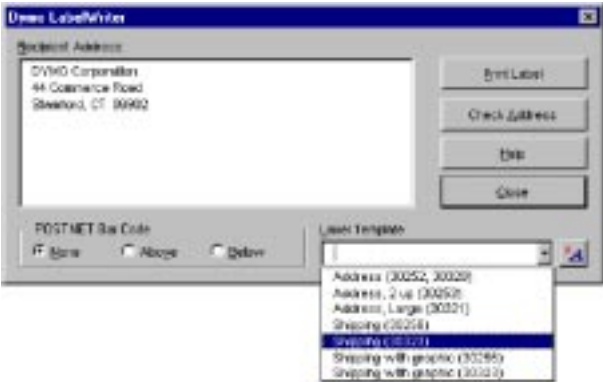 Dymo LabelWriter
Recipient Address
DYMO Corporation
44 Commerce Road
Stamford, CT 06902
Print Label
Check Address
Help
Close
POSTNET Bar Code
None
Above
Below
Label Template
Address (30252, 30320)
Address, 2 up (30253)
Address, Large (30321)
Shipping (30256)
Shipping (30323)
Shipping with graphic (30256)
Shipping with graphic (30323)